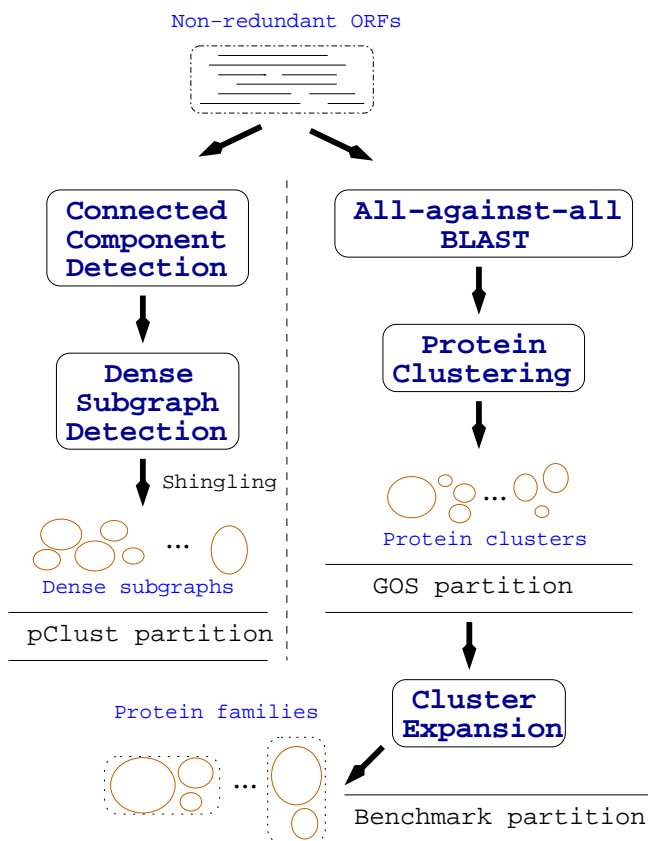 Non-redundant ORFs
Connected
Component
Detection
Dense
Subgraph
Detection
Shingling
...
Dense subgraphs
pClust partition
All-against-all
BLAST
Protein
Clustering
...
Protein clusters
GOS partition
Cluster
Expansion
Protein families
...
Benchmark partition